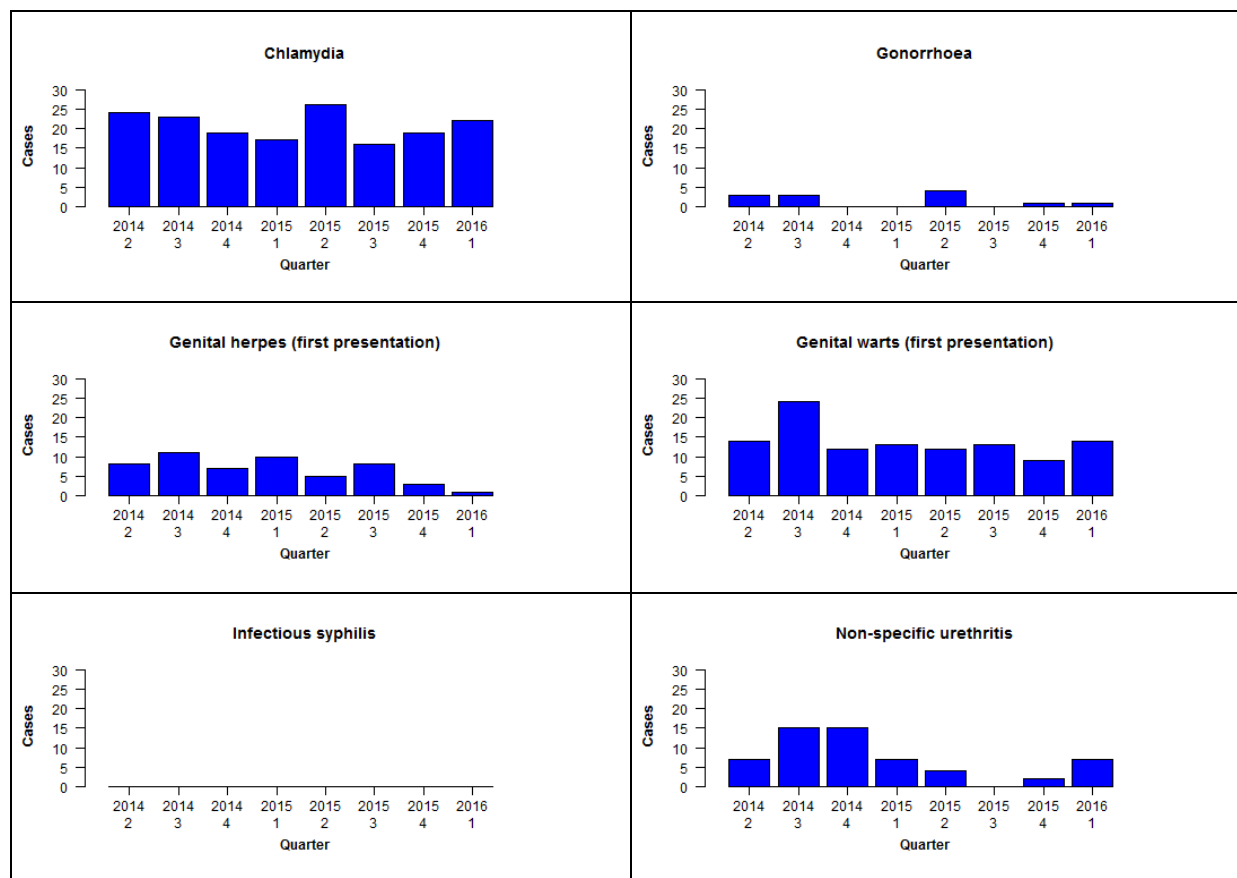 Chlamydia
Cases
30
25
20
15
10
5
0
2014 2014 2014 2015 2015 2015 2015 2016
2 3 4 1 2 3 4 1
Quarter
Gonorrhoea
Cases
30
25
20
15
10
5
0
2014 2014 2014 2015 2015 2015 2015 2016
2 3 4 1 2 3 4 1
Quarter
Genital herpes (first presentation)
Cases
30
25
20
15
10
5
0
2014 2014 2014 2015 2015 2015 2015 2016
2 3 4 1 2 3 4 1
Quarter
Genital warts (first presentation)
Cases
30
25
20
15
10
5
0
2014 2014 2014 2015 2015 2015 2015 2016
2 3 4 1 2 3 4 1
Quarter
Infectious syphilis
Cases
30
25
20
15
10
5
0
2014 2014 2014 2015 2015 2015 2015 2016
2 3 4 1 2 3 4 1
Quarter
Non-specific urethritis
Cases
30
25
20
15
10
5
0
2014 2014 2014 2015 2015 2015 2015 2016
2 3 4 1 2 3 4 1
Quarter